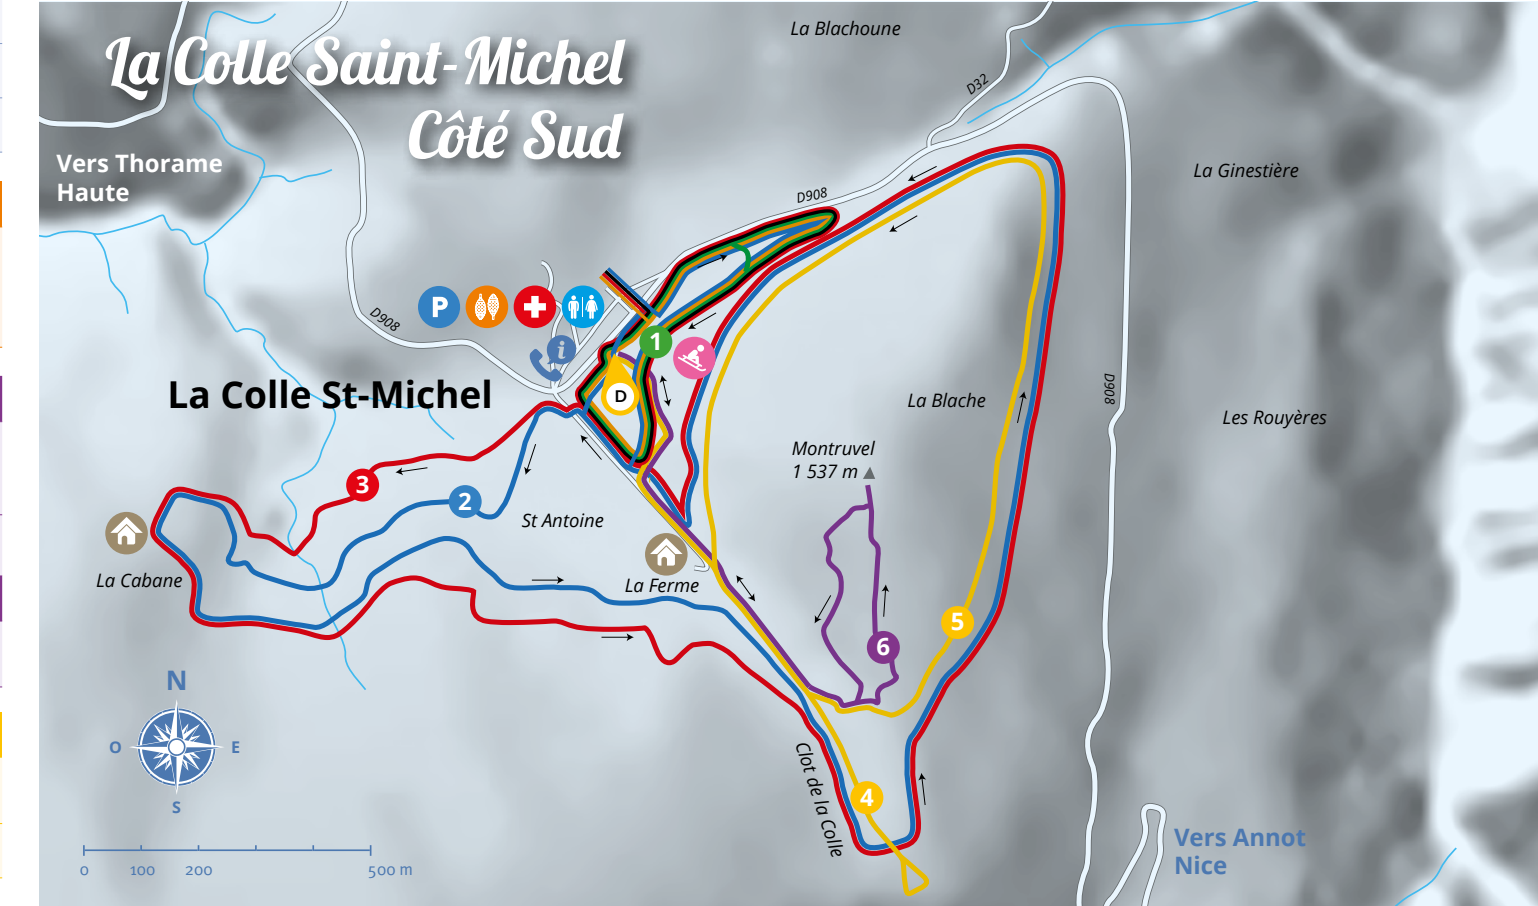 La Colle Saint-Michel
Côté Sud
La Blachoune
D32
Vers Thorame
Haute
La Ginestière
D908
P
i
D908
1
La Colle St-Michel
D
La Blache
D908
Les Rouyères
Montruvel
1 537 m
3
2
St Antoine
La Cabane
La Ferme
5
6
N
O
E
S
Clot de la Colle
4
Vers Annot
Nice
0 100 200 500 m